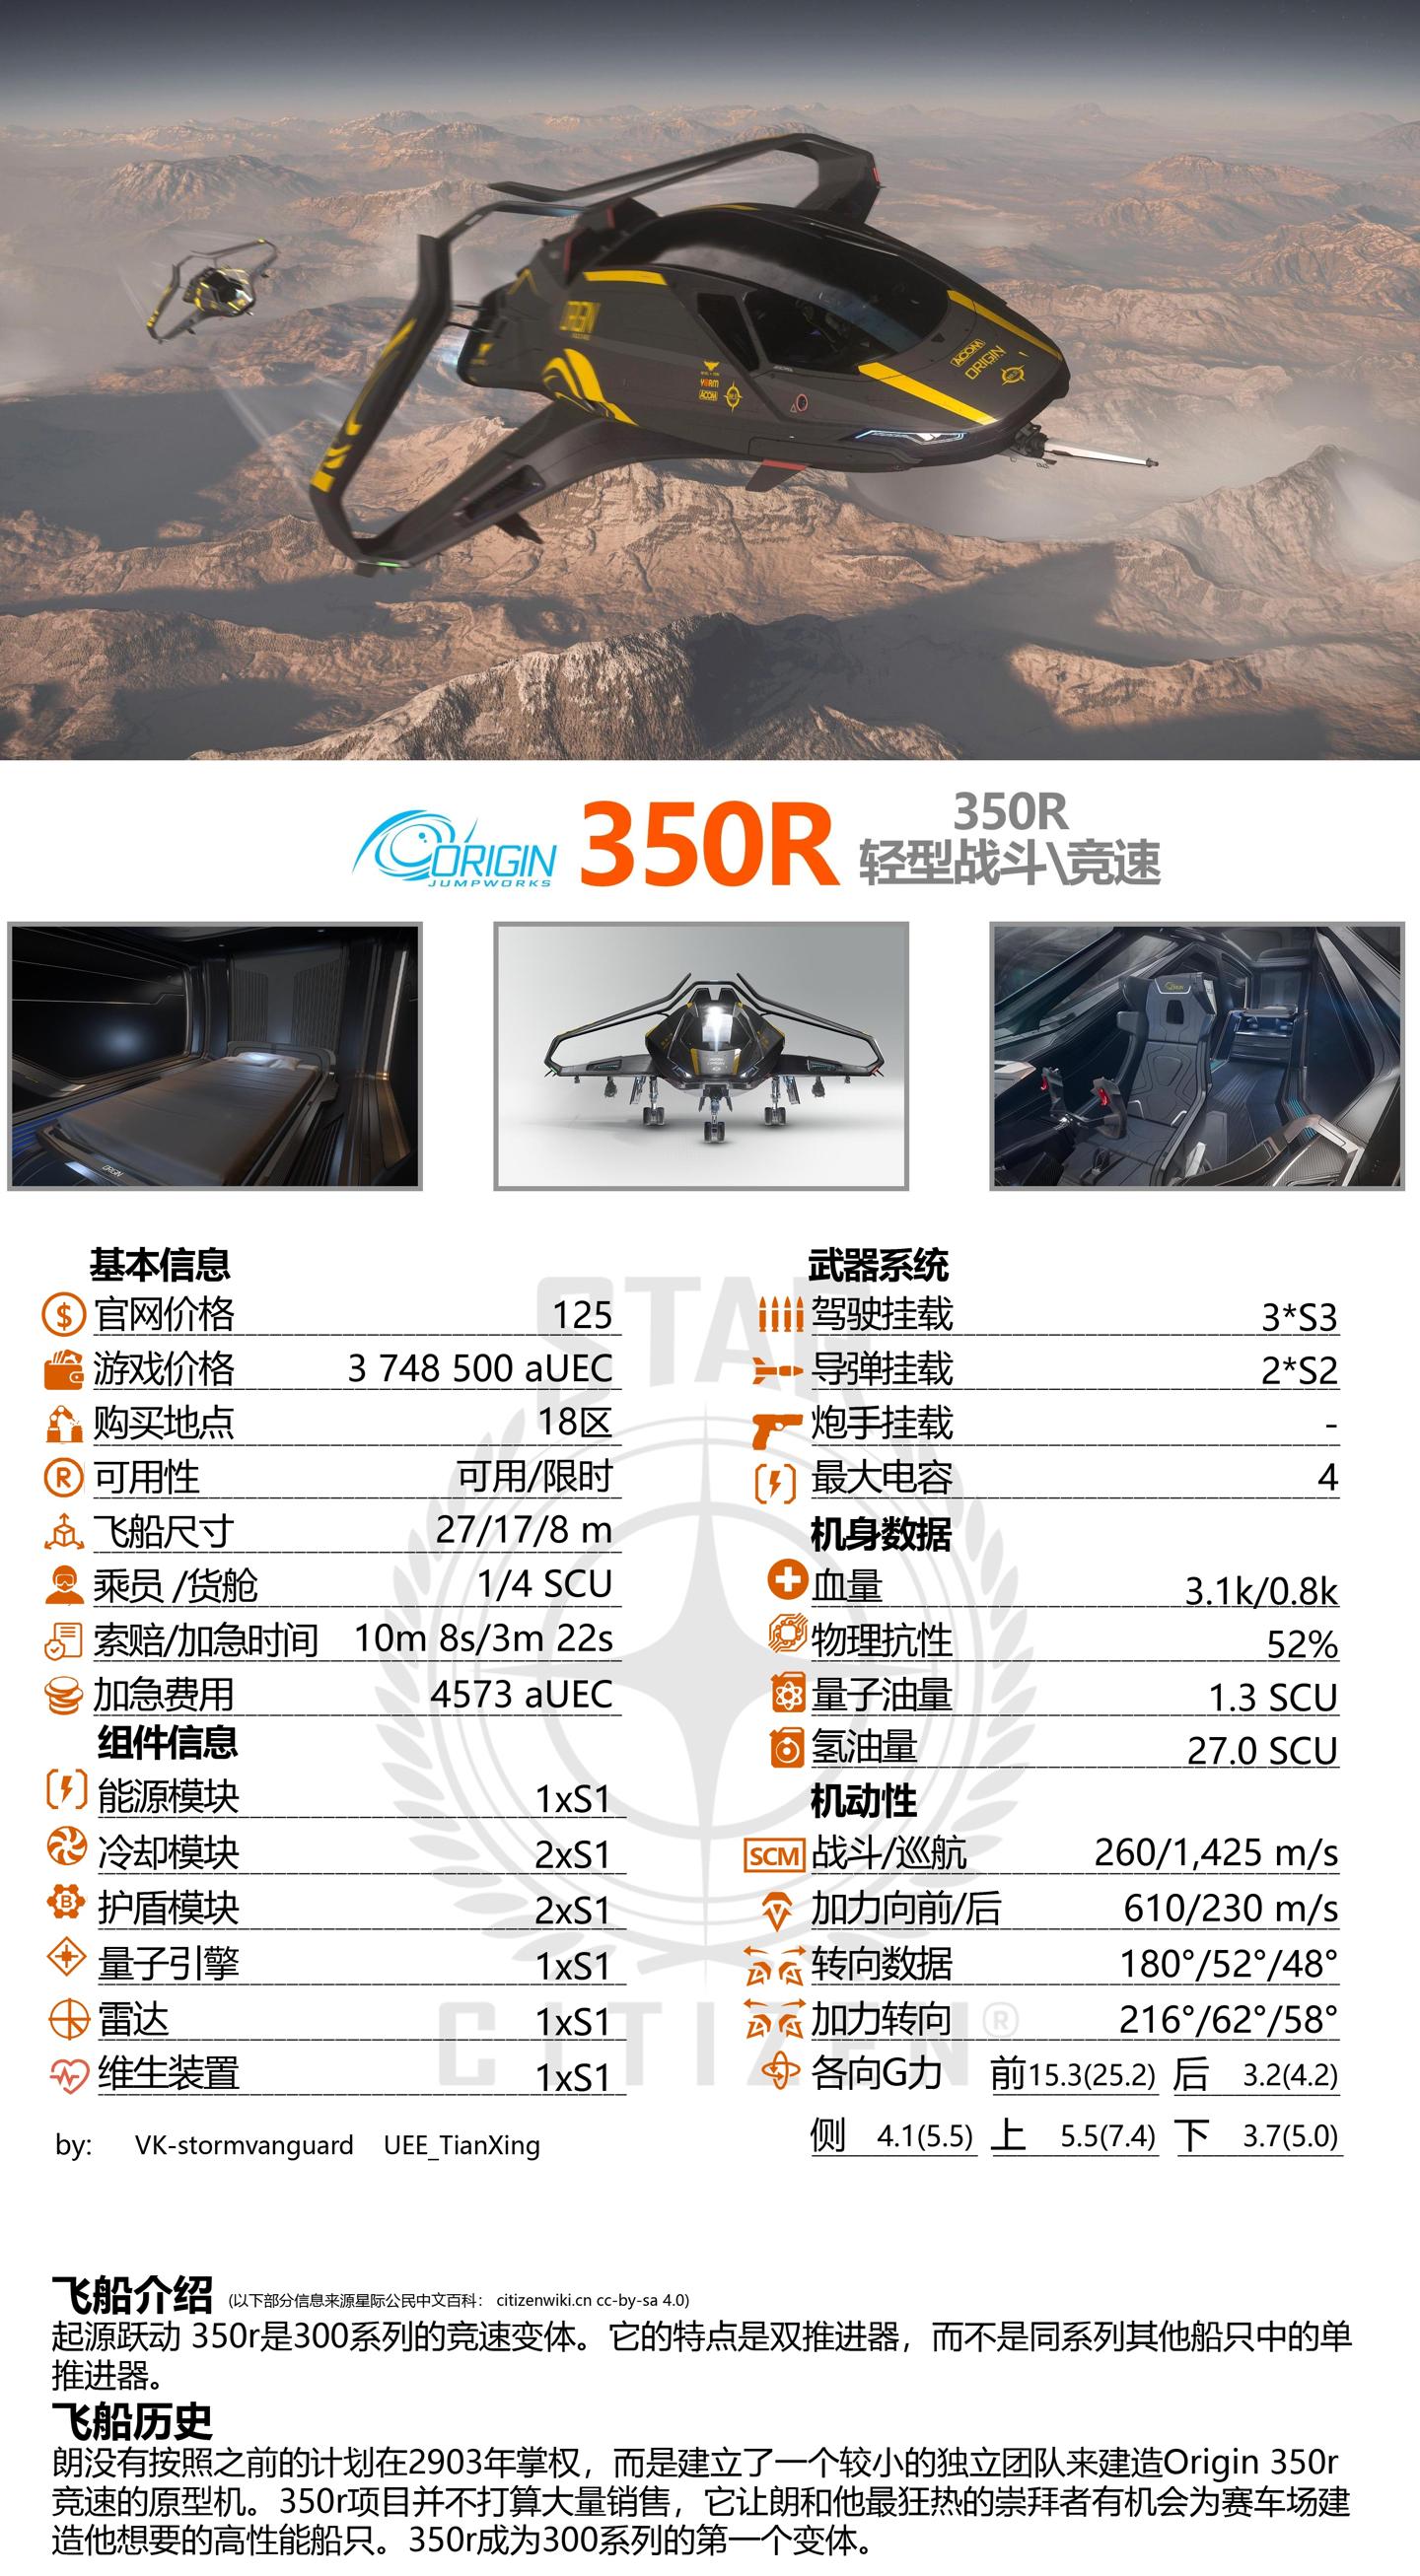 ORIGIN
ACOM
ORIGIN
ACOM
ORIGIN
JUMPWORKS
350R
350R
轻型战斗\竞速
ORIGIN
基本信息
官网价格 125
游戏价格 3 748 500 aUEC
购买地点 18区
可用性 可用/限时
飞船尺寸 27/17/8 m
乘员 /货舱 1/4 SCU
索赔/加急时间 10m 8s/3m 22s
加急费用 4573 aUEC
组件信息
能源模块 1xS1
冷却模块 2xS1
护盾模块 2xS1
量子引擎 1xS1
雷达 1xS1
维生装置 1xS1
by: VK-stormvanguard UEE_TianXing
武器系统
驾驶挂载 3*S3
导弹挂载 2*S2
炮手挂载 -
最大电容 4
机身数据
血量 3.1k/0.8k
物理抗性 52%
量子油量 1.3 SCU
氢油量 27.0 SCU
机动性
SCM 战斗/巡航 260/1,425 m/s
加力向前/后 610/230 m/s
转向数据 180°/52°/48°
加力转向 216°/62°/58°
各向G力 前15.3(25.2) 后 3.2(4.2)
侧 4.1(5.5) 上 5.5(7.4) 下 3.7(5.0)
STAR
CITIZEN®
飞船介绍 (以下部分信息来源星际公民中文百科： citizenwiki.cn cc-by-sa 4.0)
起源跃动 350r是300系列的竞速变体。它的特点是双推进器，而不是同系列其他船只中的单
推进器。
飞船历史
朗没有按照之前的计划在2903年掌权，而是建立了一个较小的独立团队来建造Origin 350r
竞速的原型机。350r项目并不打算大量销售，它让朗和他最狂热的崇拜者有机会为赛车场建
造他想要的高性能船只。350r成为300系列的第一个变体。